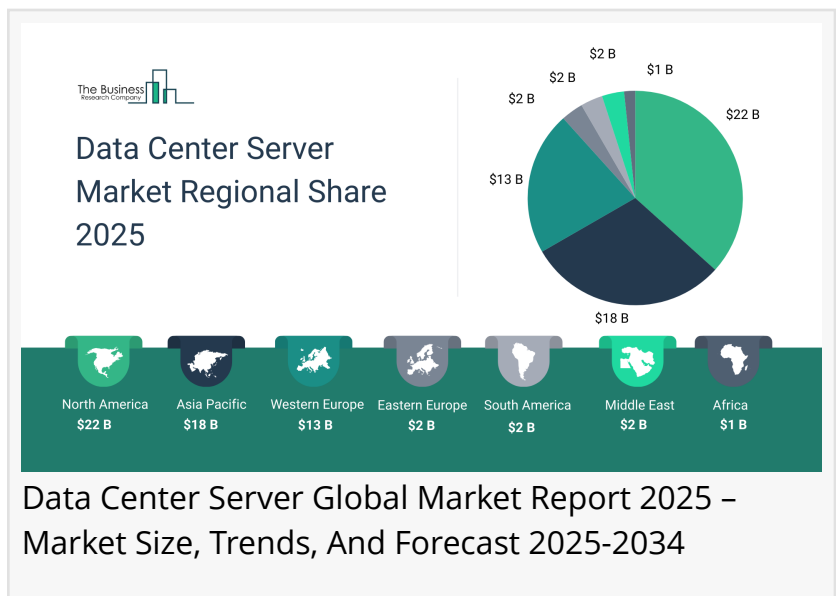 The Business
Research Company
Data Center Server
Market Regional Share
2025
$2 B
$1 B
$2 B
$2 B
$22 B
$13 B
$18 B
North America
$22 B
Asia Pacific
$18 B
Western Europe
$13 B
Eastern Europe
$2 B
South America
$2 B
Middle East
$2 B
Africa
$1 B
Data Center Server Global Market Report 2025 –
Market Size, Trends, And Forecast 2025-2034